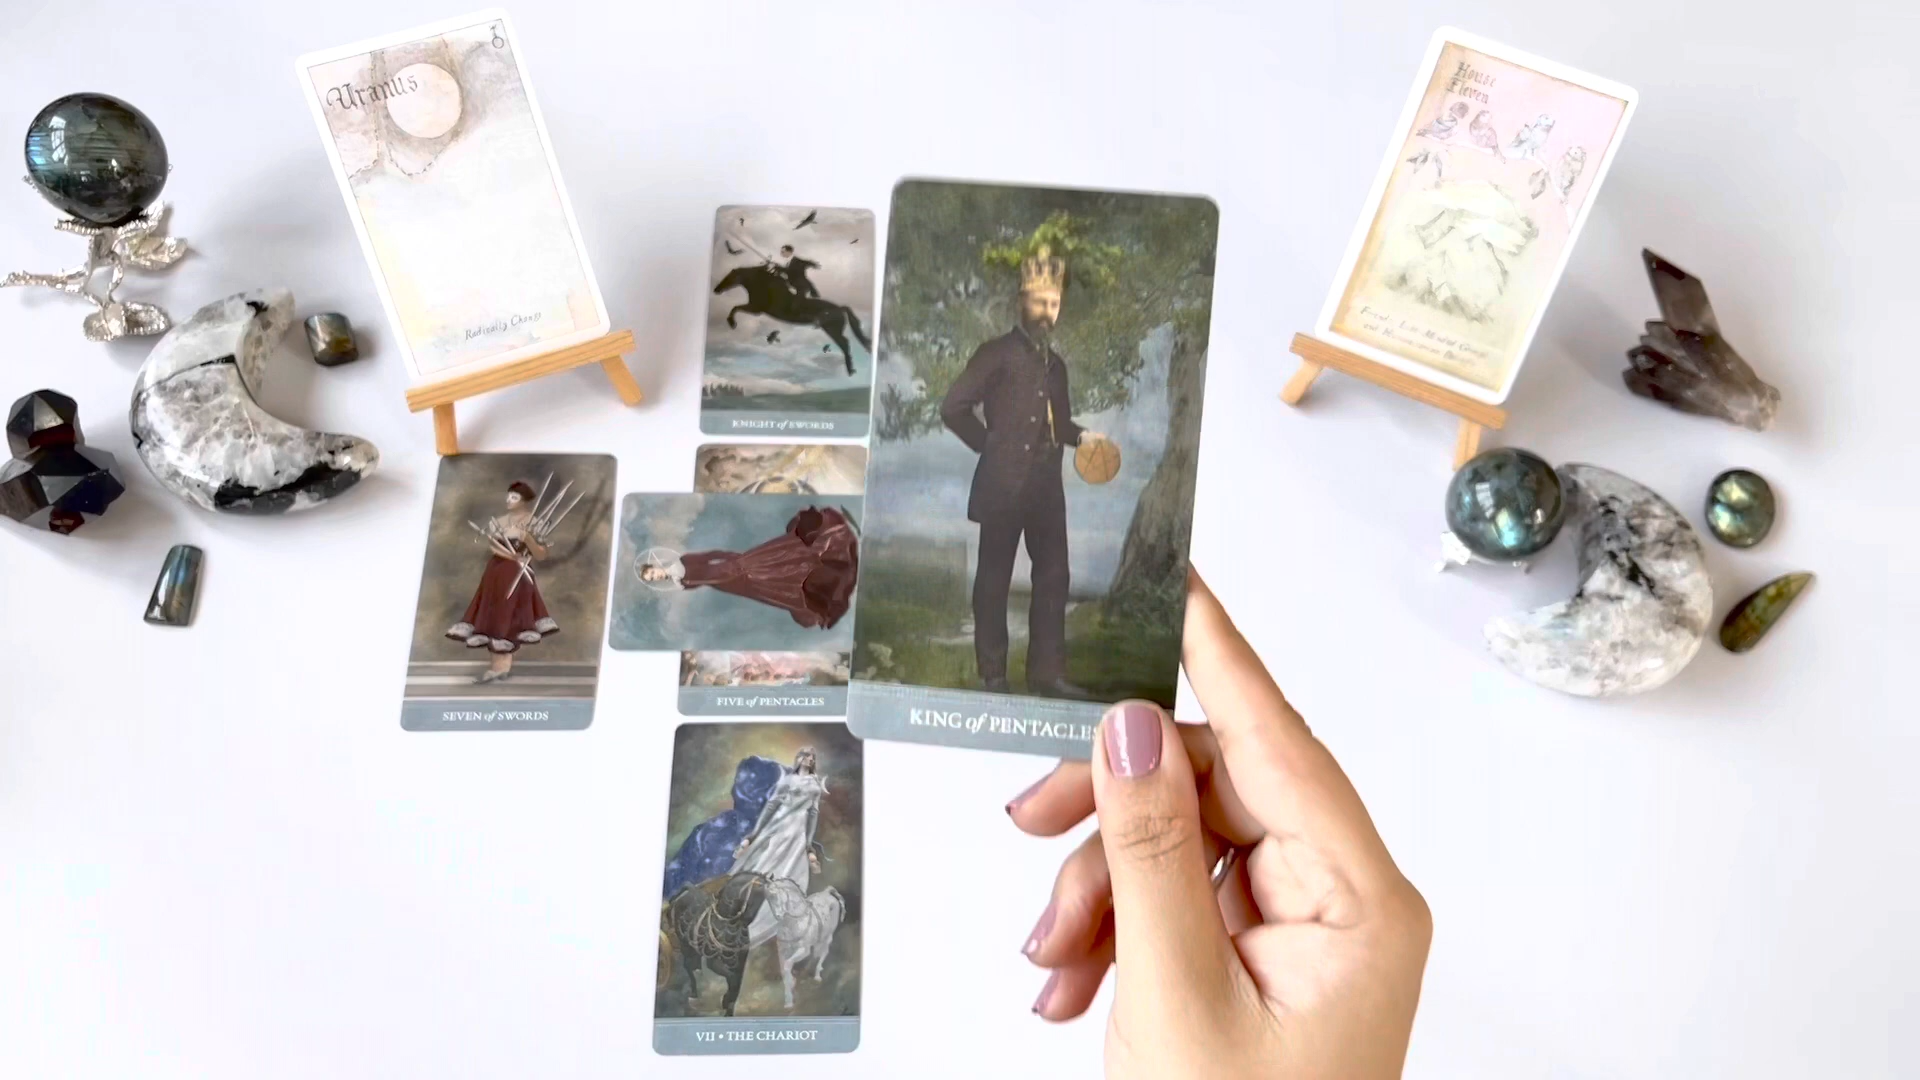 Uranus
Radically Change
House
Eleven
KNIGHT of SWORDS
SEVEN of SWORDS
FIVE of PENTACLES
KING of PENTACLES
VII • THE CHARIOT